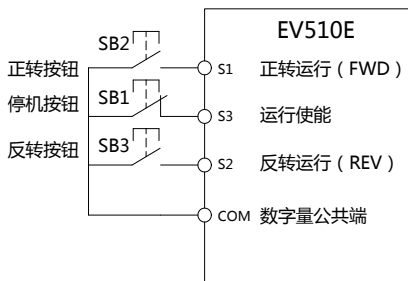 EV510E
SB2
正转按钮 S1 正转运行（FWD）
停机按钮 SB1 S3 运行使能
反转按钮 SB3 S2 反转运行（REV）
COM 数字量公共端